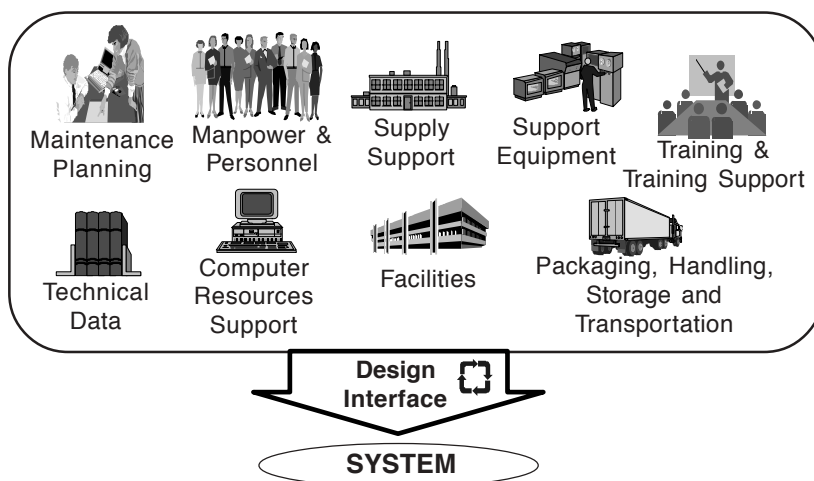 Maintenance
Planning
Manpower &
Personnel
Supply
Support
Support
Equipment
Training &
Training Support
Technical
Data
Computer
Resources
Support
Facilities
Packaging, Handling,
Storage and
Transportation
Design
Interface
SYSTEM